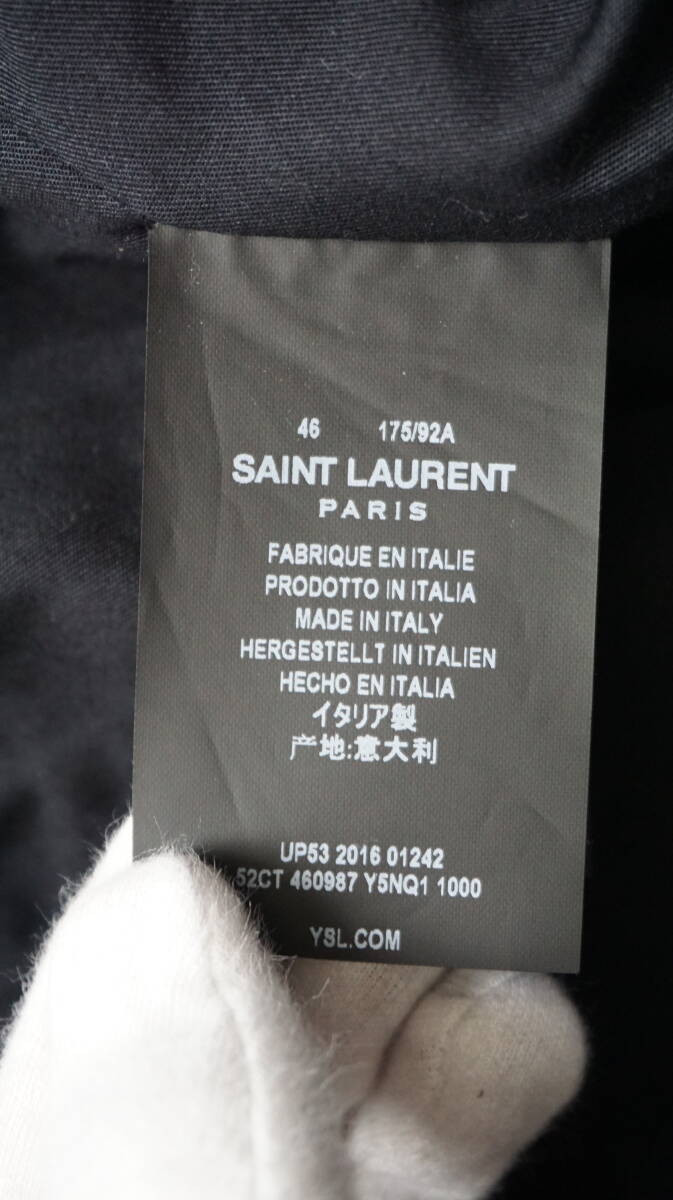 46 175/92A
SAINT LAURENT
PARIS
FABRIQUE EN ITALIE
PRODOTTO IN ITALIA
MADE IN ITALY
HERGESTELLT IN ITALIEN
HECHO EN ITALIA
イタリア製
产地:意大利
UP53 2016 01242
52CT 460987 Y5NQ1 1000
YSL.COM